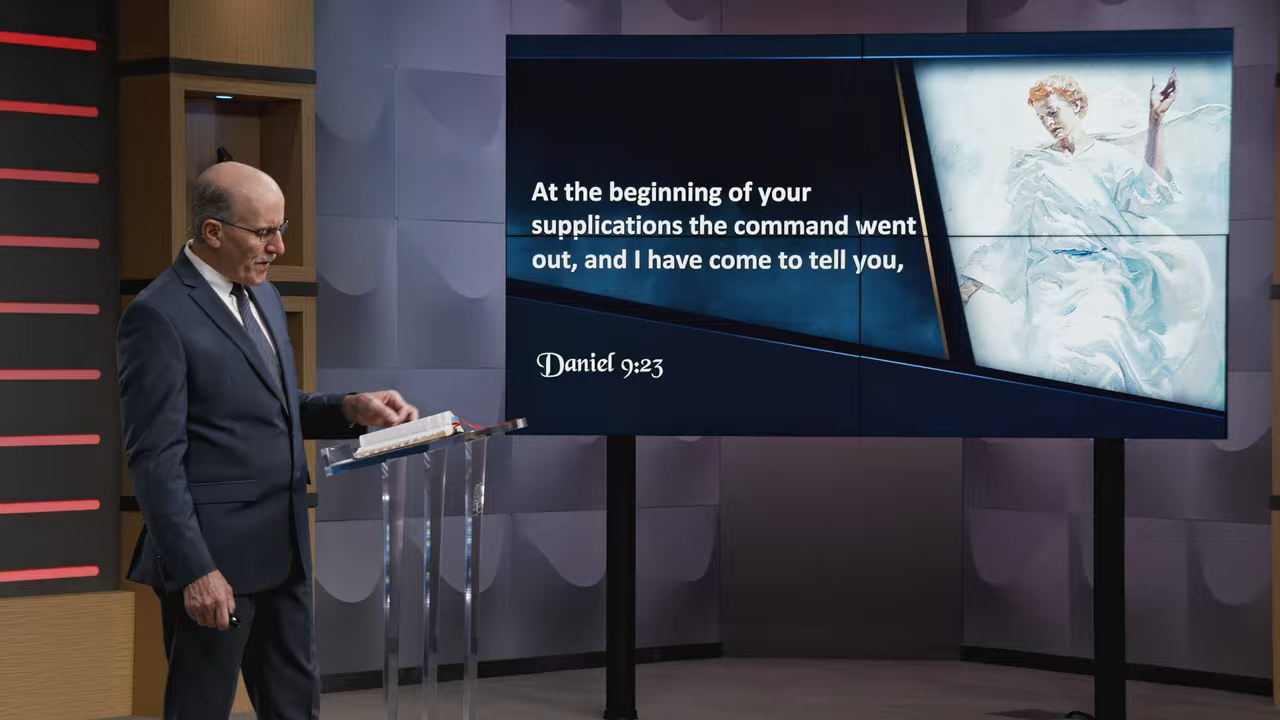 At the beginning of your
supplications the command went
out, and I have come to tell you,
Daniel 9:23